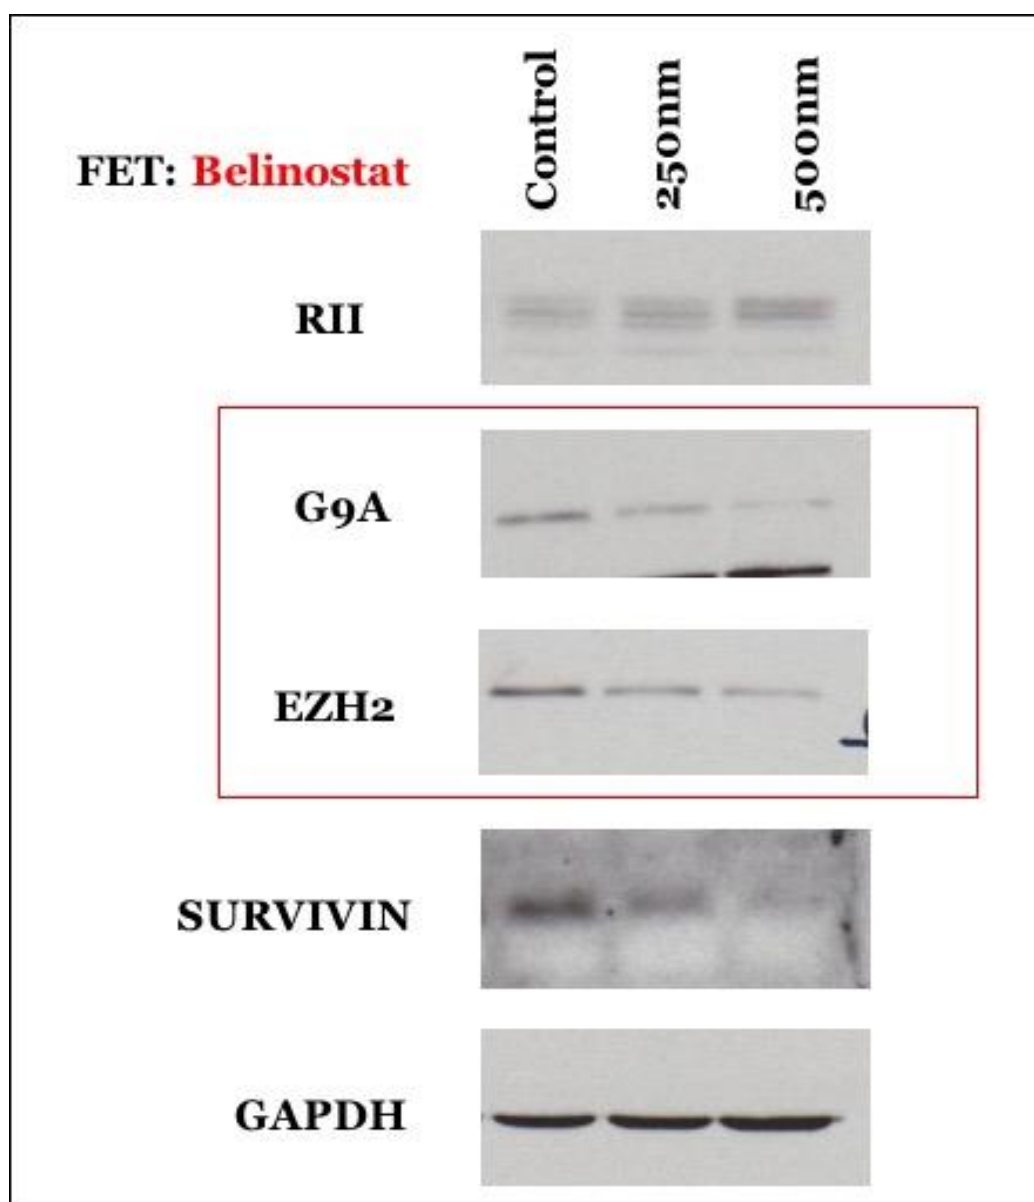 Control
250nm
500nm
FET: Belinostat
RII
G9A
EZH2
SURVIVIN
GAPDH